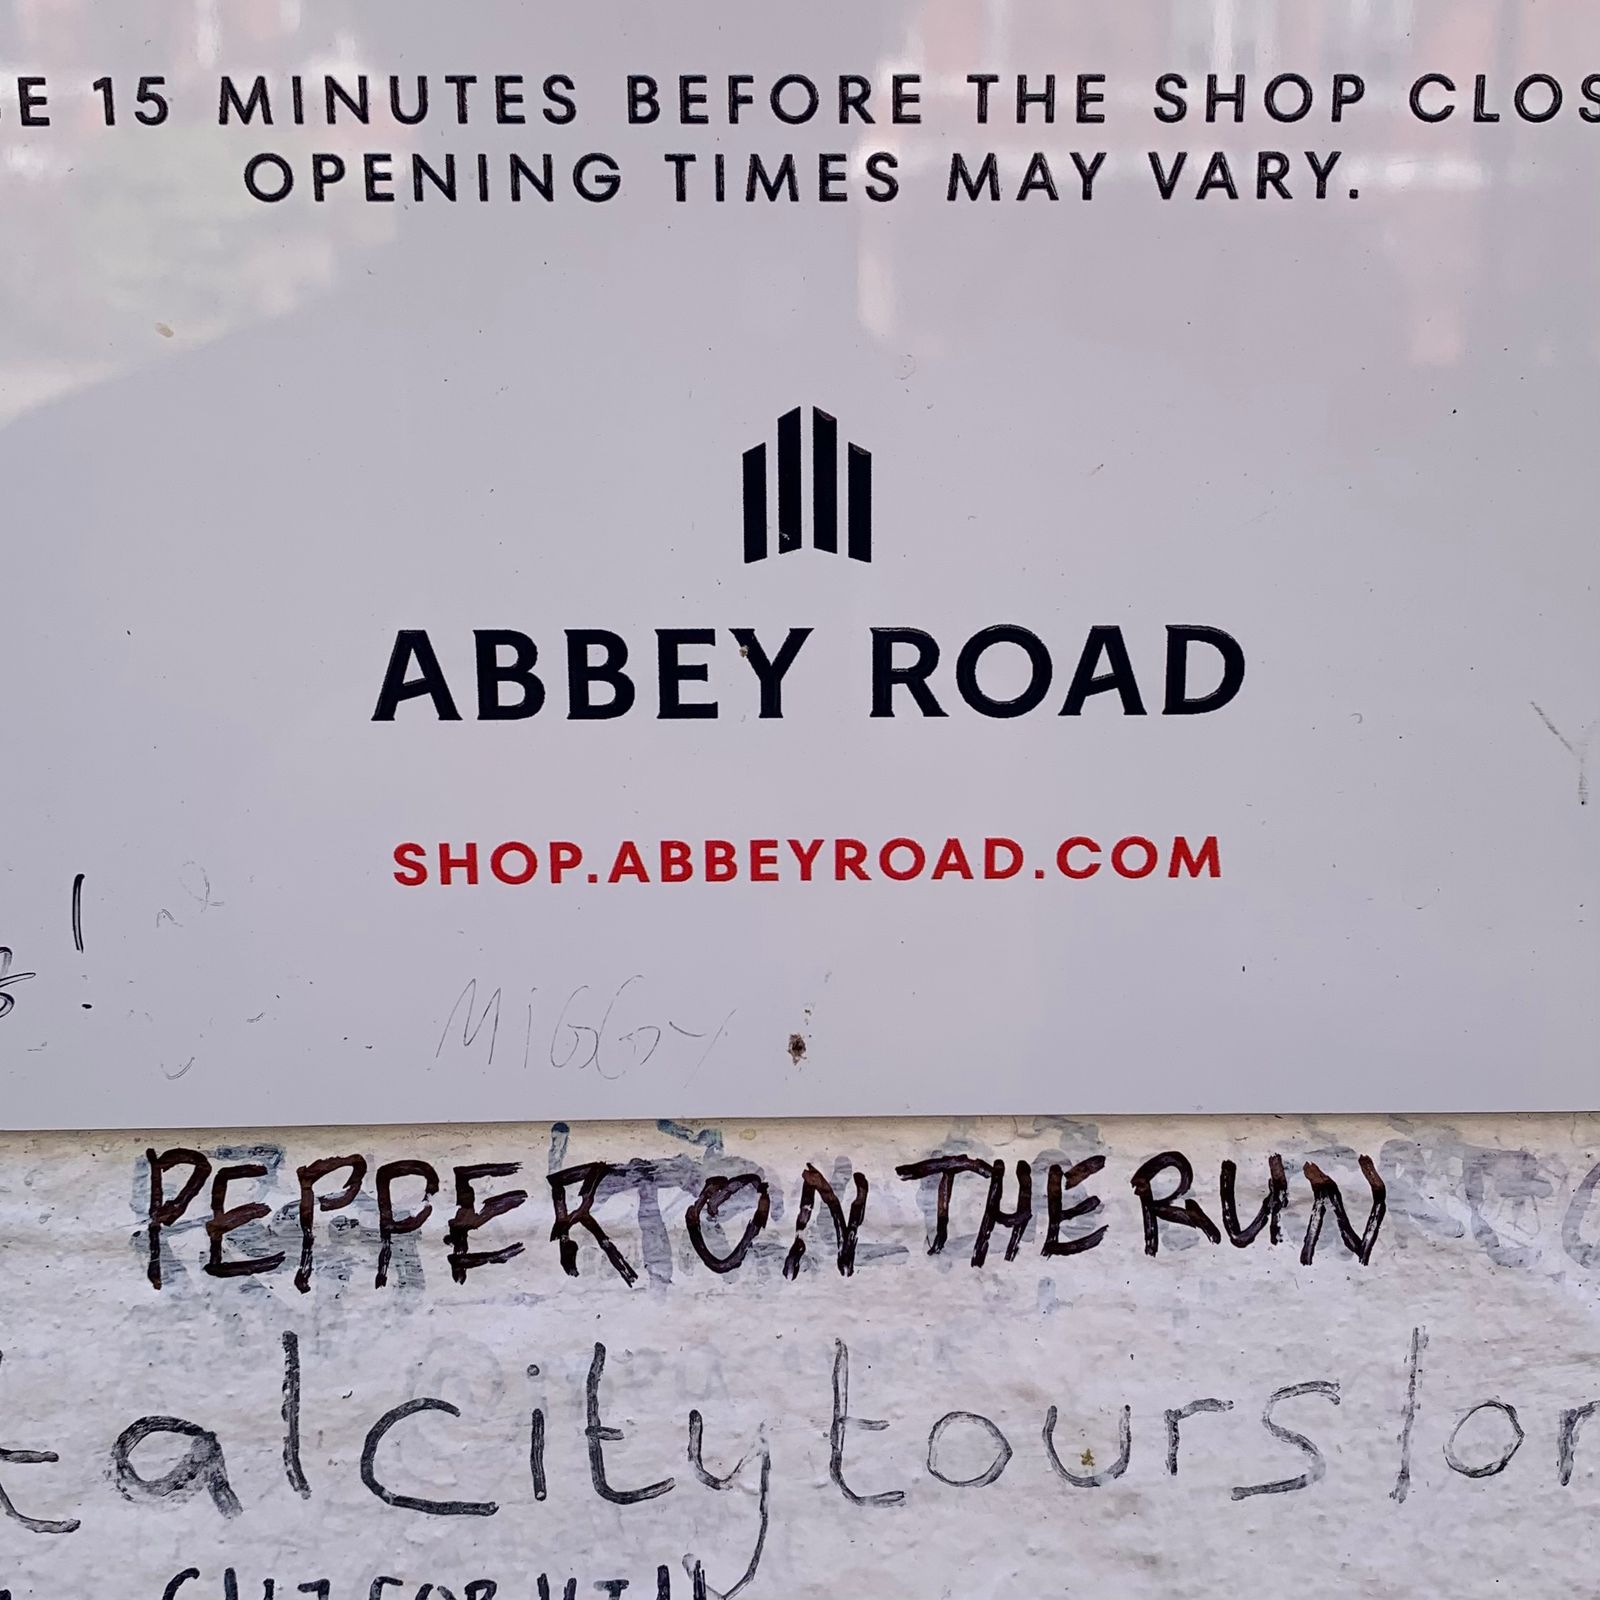 E 15 MINUTES BEFORE THE SHOP CLOS
OPENING TIMES MAY VARY.
ABBEY ROAD
SHOP.ABBEYROAD.COM
!
MiGGy
PEPPER ON THE RUN
talcitytourslon